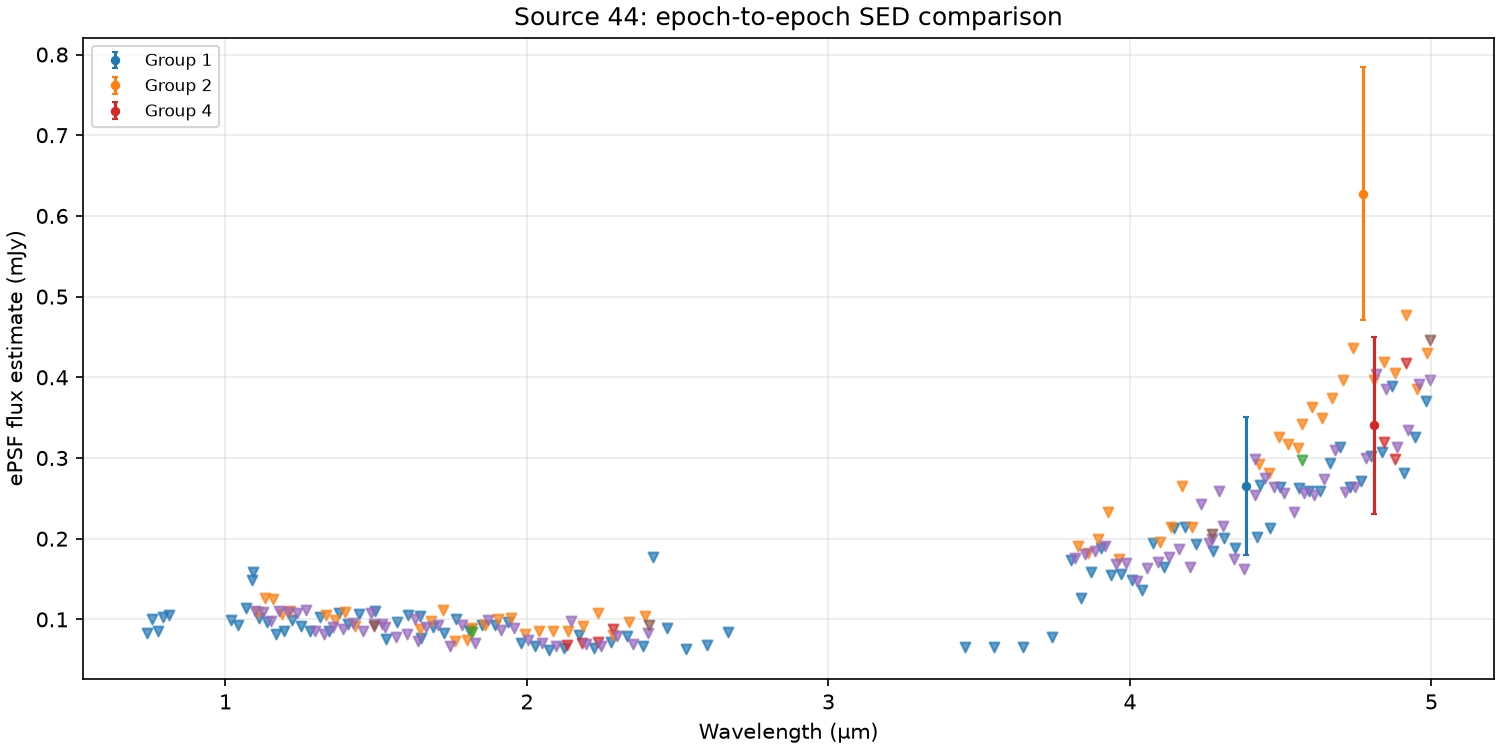 Source 44: epoch-to-epoch SED comparison
Group 1
Group 2
Group 4
ePSF flux estimate (mJy)
0.8
0.7
0.6
0.5
0.4
0.3
0.2
0.1
1 2 3 4 5
Wavelength (μm)